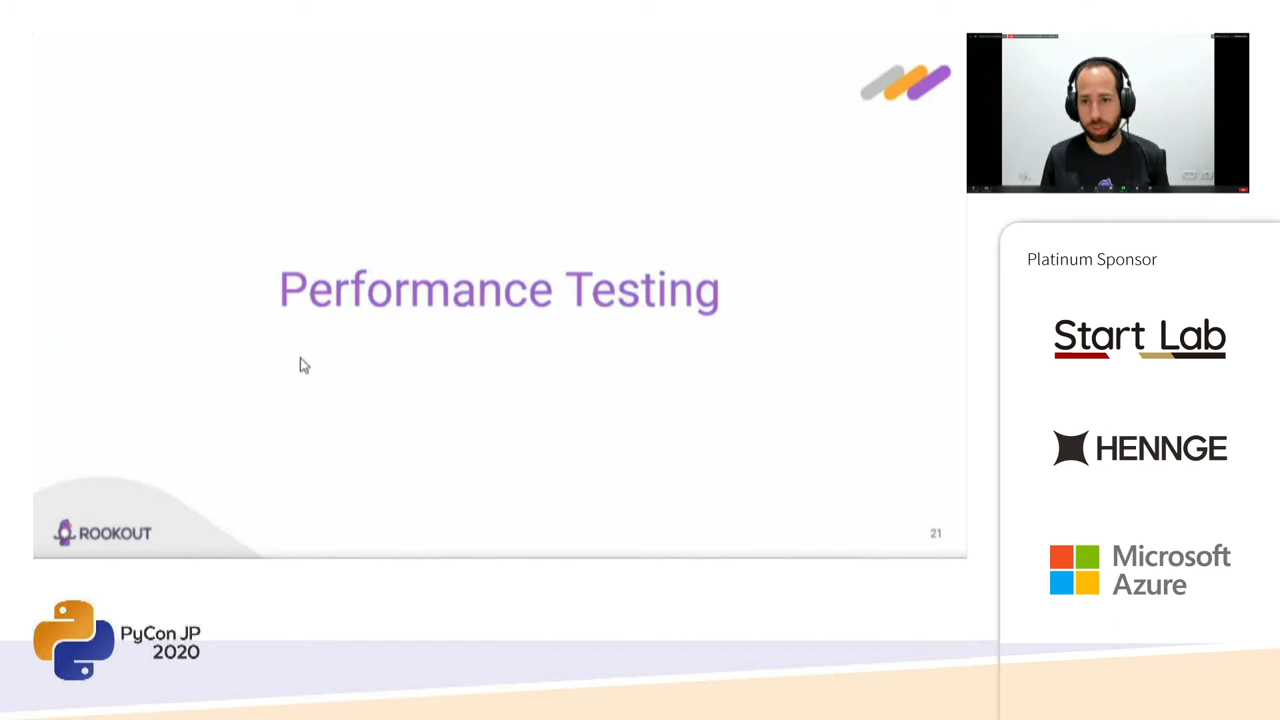 Performance Testing
ROOKOUT
21
Platinum Sponsor
Start Lab
HENNGE
Microsoft
Azure
PyCon JP
2020